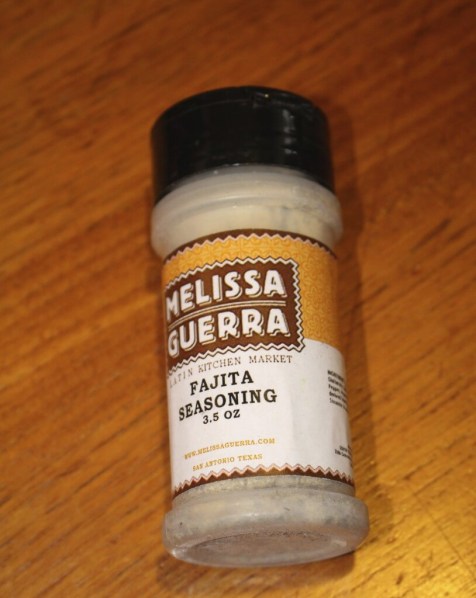 MELISSA
GUERRA
LATIN KITCHEN MARKET
FAJITA
SEASONING
3.5 OZ
WWW.MELISSAGUERRA.COM
SAN ANTONIO TEXAS